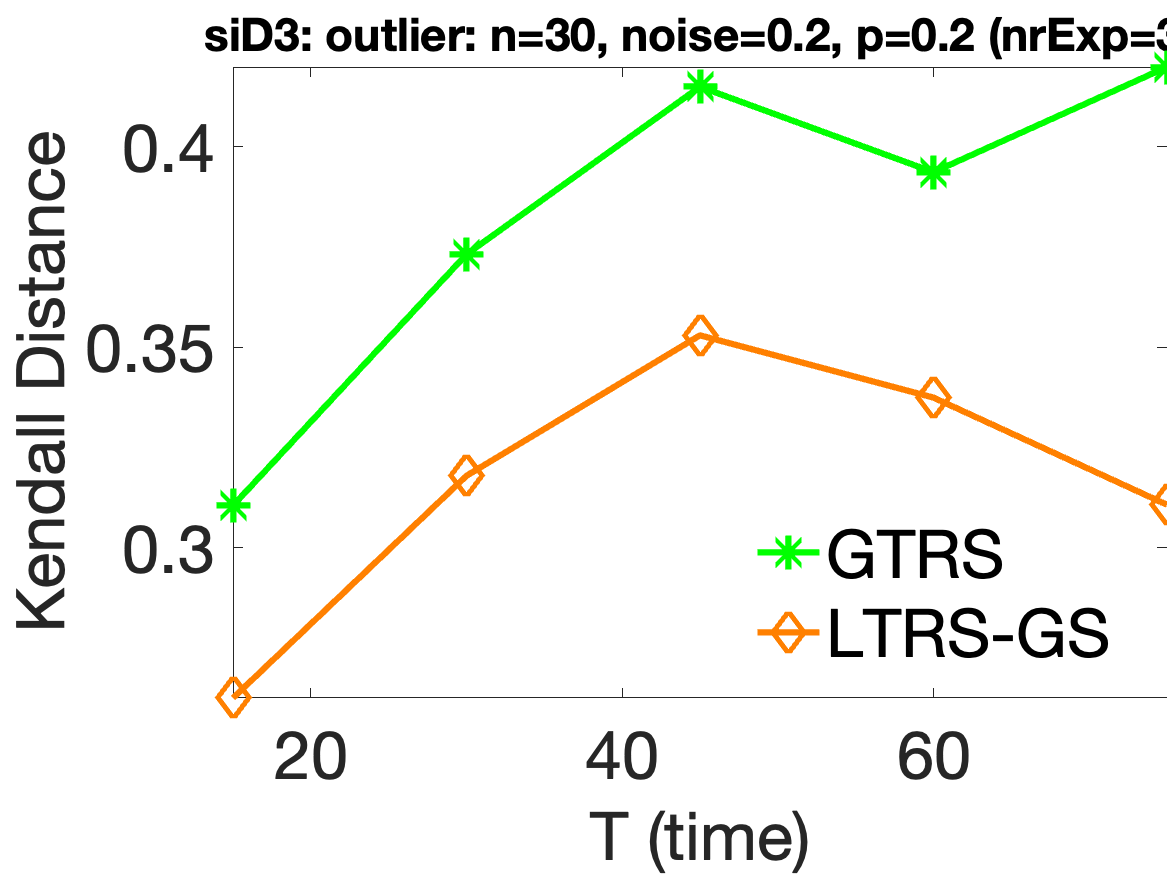 siD3: outlier: n=30, noise=0.2, p=0.2 (nrExp=3
0.4
0.35
0.3
Kendall Distance
GTRS
LTRS-GS
20 40 60
T (time)